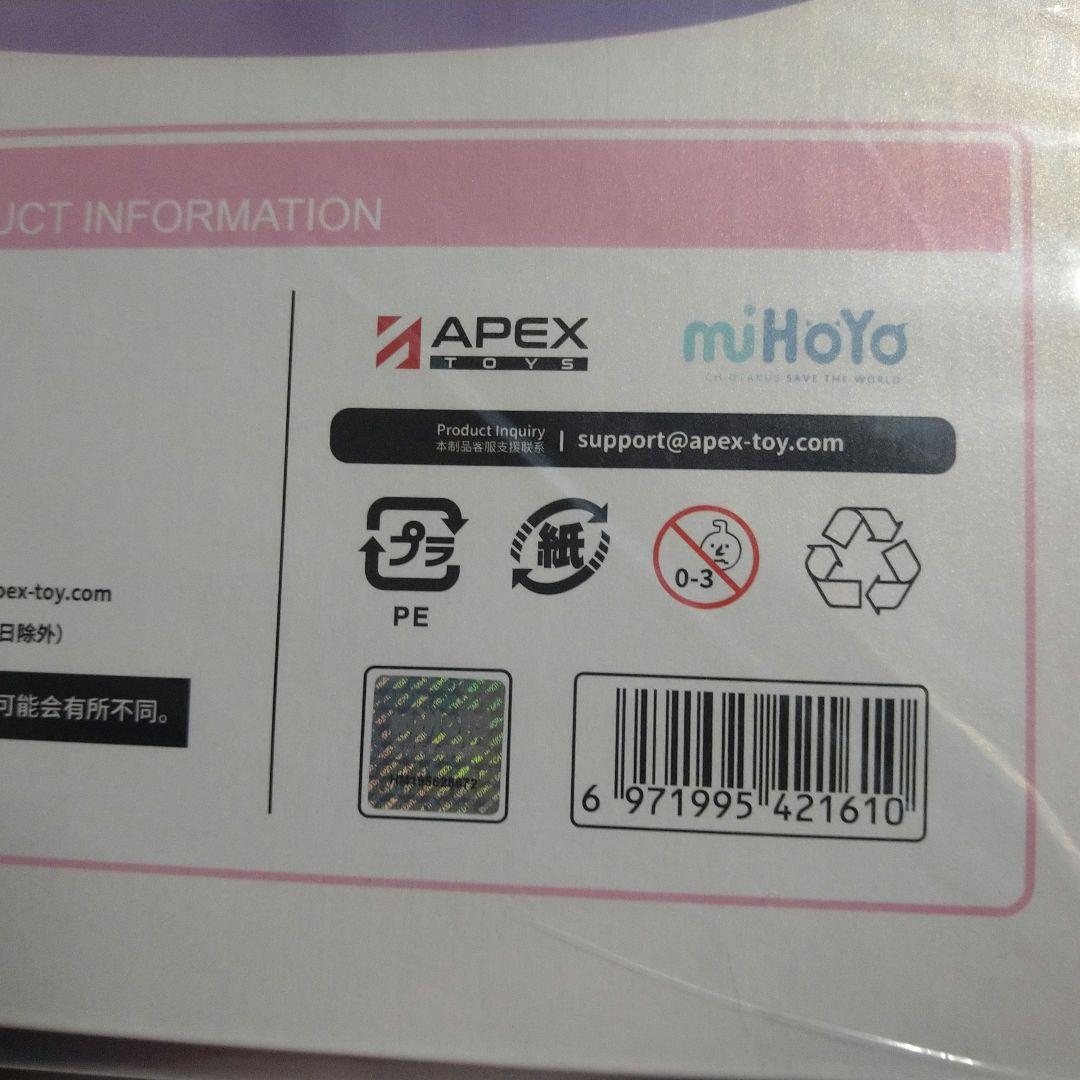 UCT INFORMATION
APEX
TOYS
miHoYo
CH OTAKUS SAVE THE WORLD
Product Inquiry
本制品客服支援联系
| support@apex-toy.com
プラ
PE
紙
0-3
pex-toy.com
日除外）
可能会有所不同。
6 971995 421610